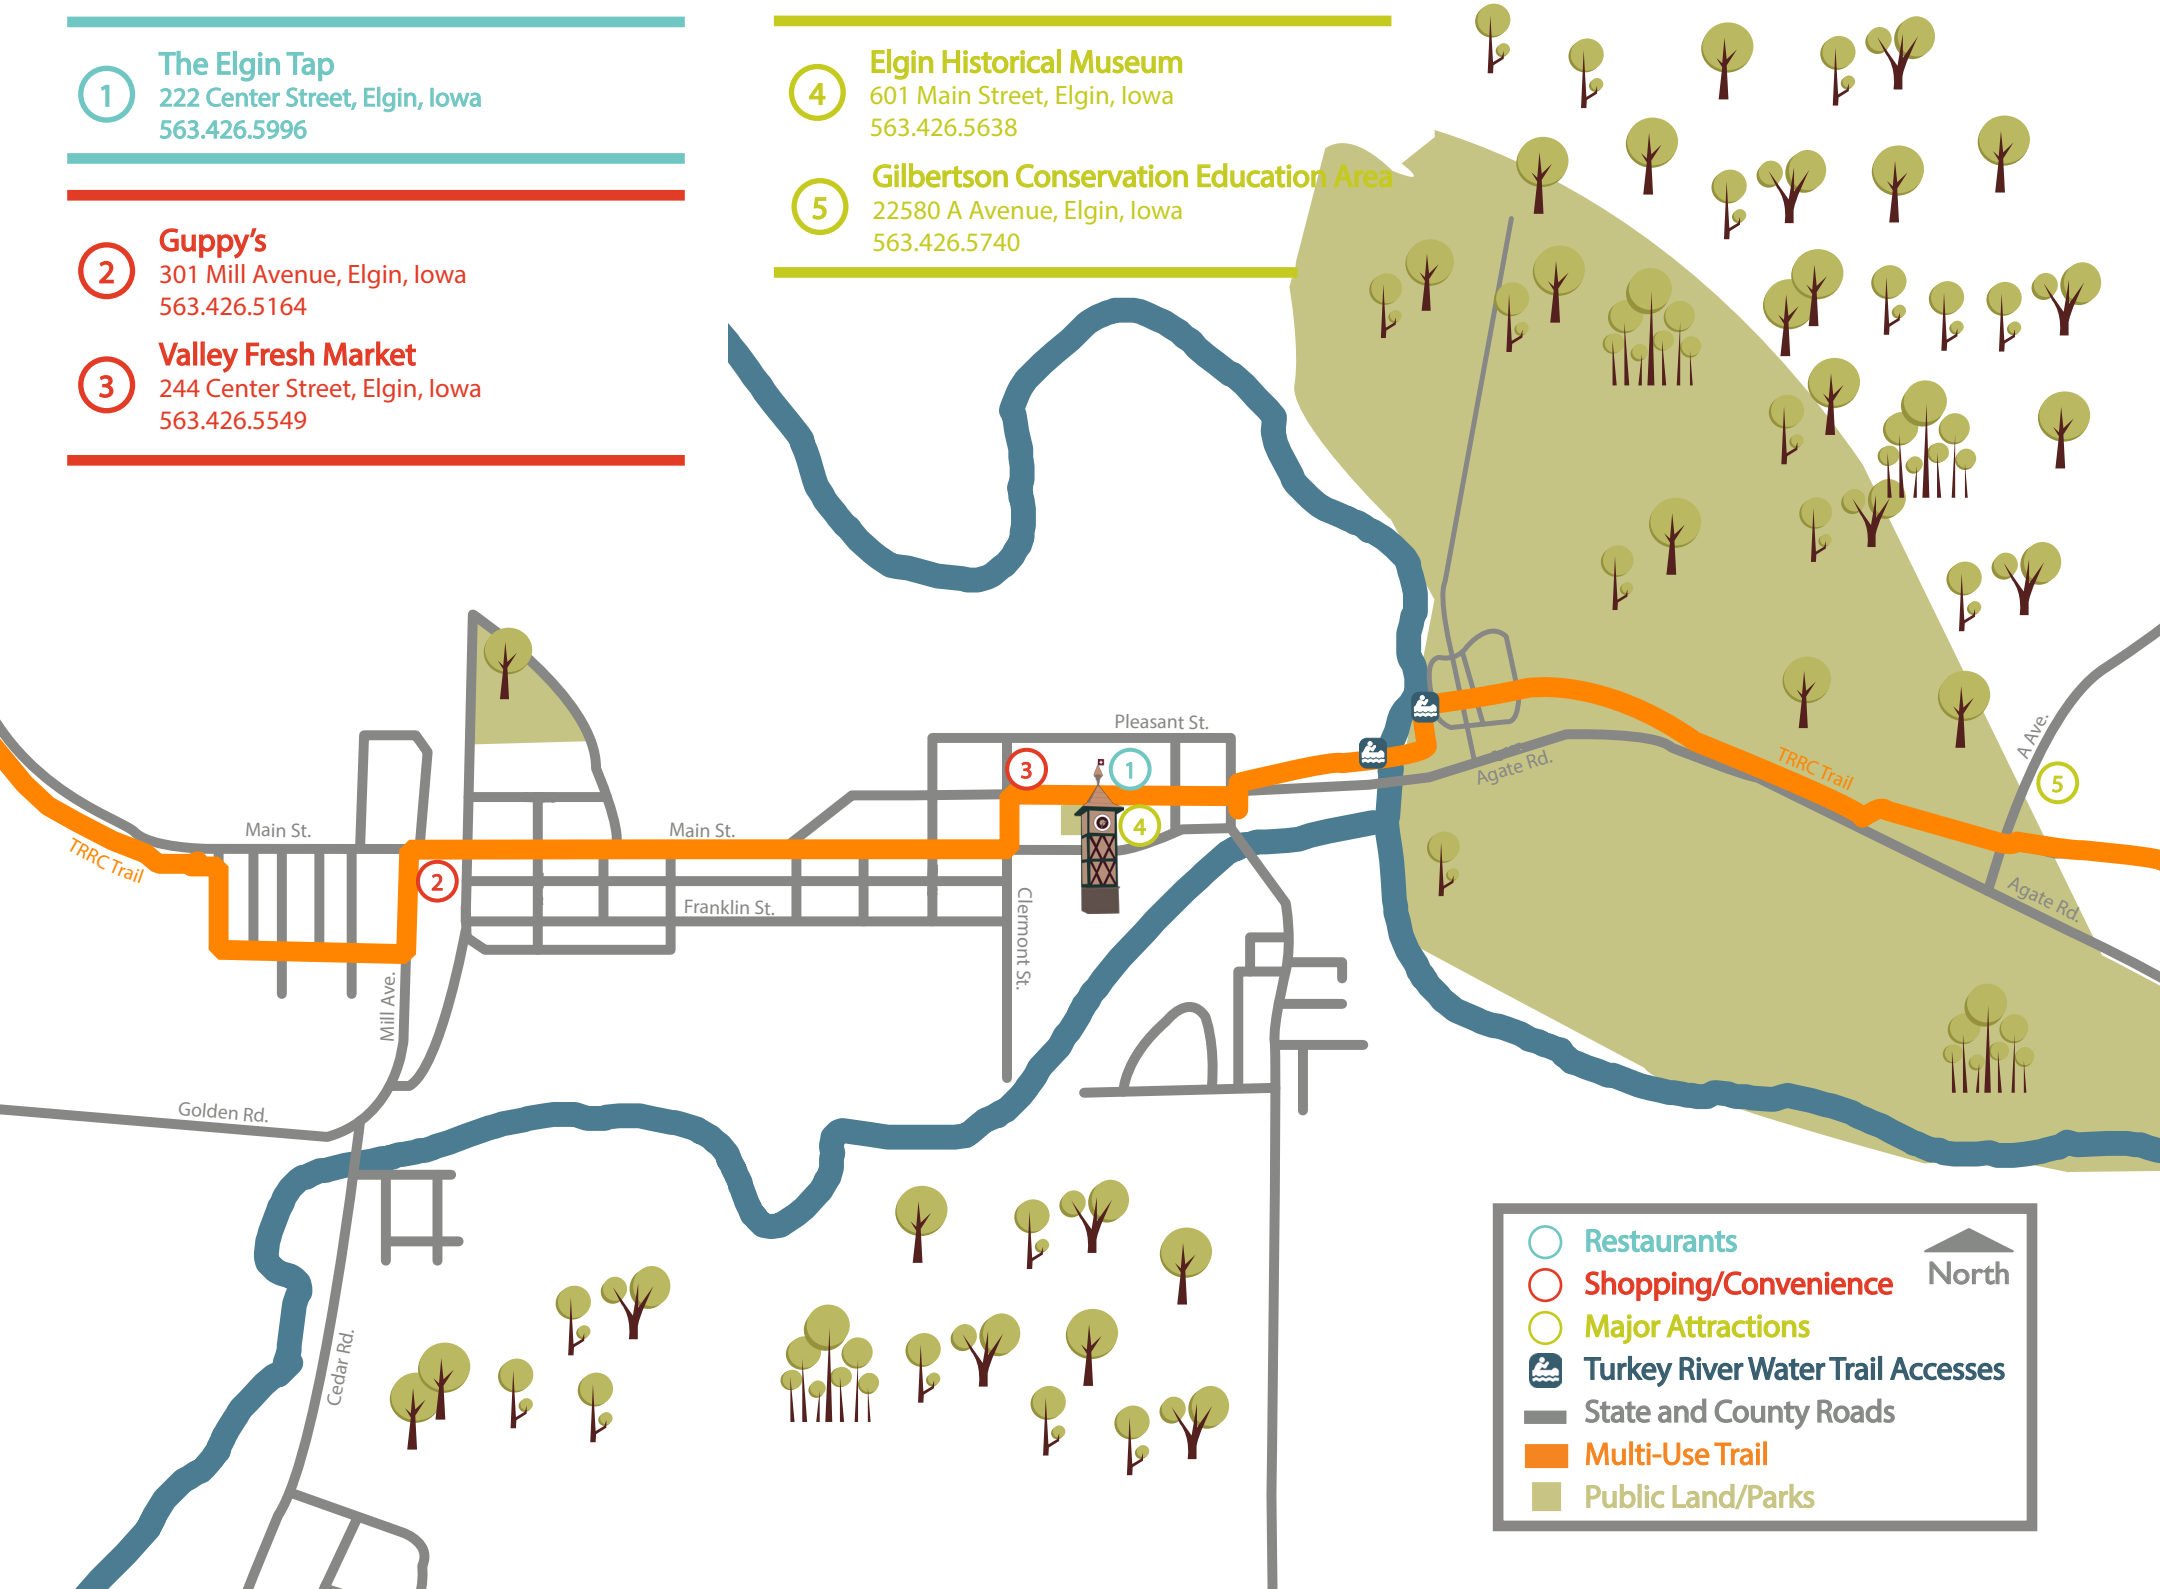 1
The Elgin Tap
222 Center Street, Elgin, Iowa
563.426.5996
2
Guppy’s
301 Mill Avenue, Elgin, Iowa
563.426.5164
3
Valley Fresh Market
244 Center Street, Elgin, Iowa
563.426.5549
4
Elgin Historical Museum
601 Main Street, Elgin, Iowa
563.426.5638
5
Gilbertson Conservation Education Area
22580 A Avenue, Elgin, Iowa
563.426.5740
Pleasant St.
3
1
4
Main St.
Main St.
TRRC Trail
2
Franklin St.
Clermont St.
Mill Ave.
Golden Rd.
Cedar Rd.
Agate Rd.
TRRC Trail
A Ave.
5
Agate Rd.
Restaurants
Shopping/Convenience
Major Attractions
Turkey River Water Trail Accesses
State and County Roads
Multi-Use Trail
Public Land/Parks
North